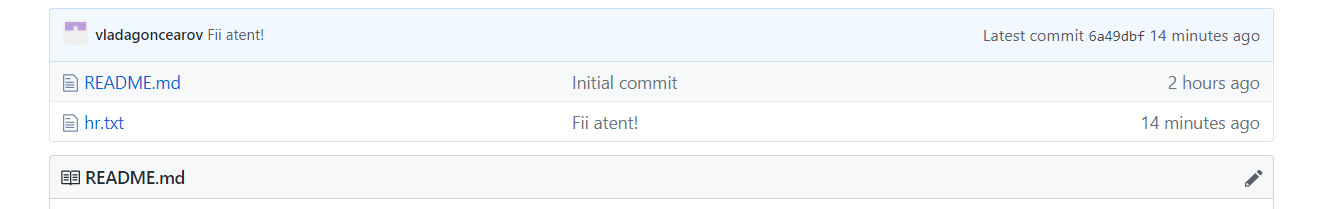 vladagoncearov Fii atent! Latest commit 6a49dbf 14 minutes ago
README.md Initial commit 2 hours ago
hr.txt Fii atent! 14 minutes ago
README.md